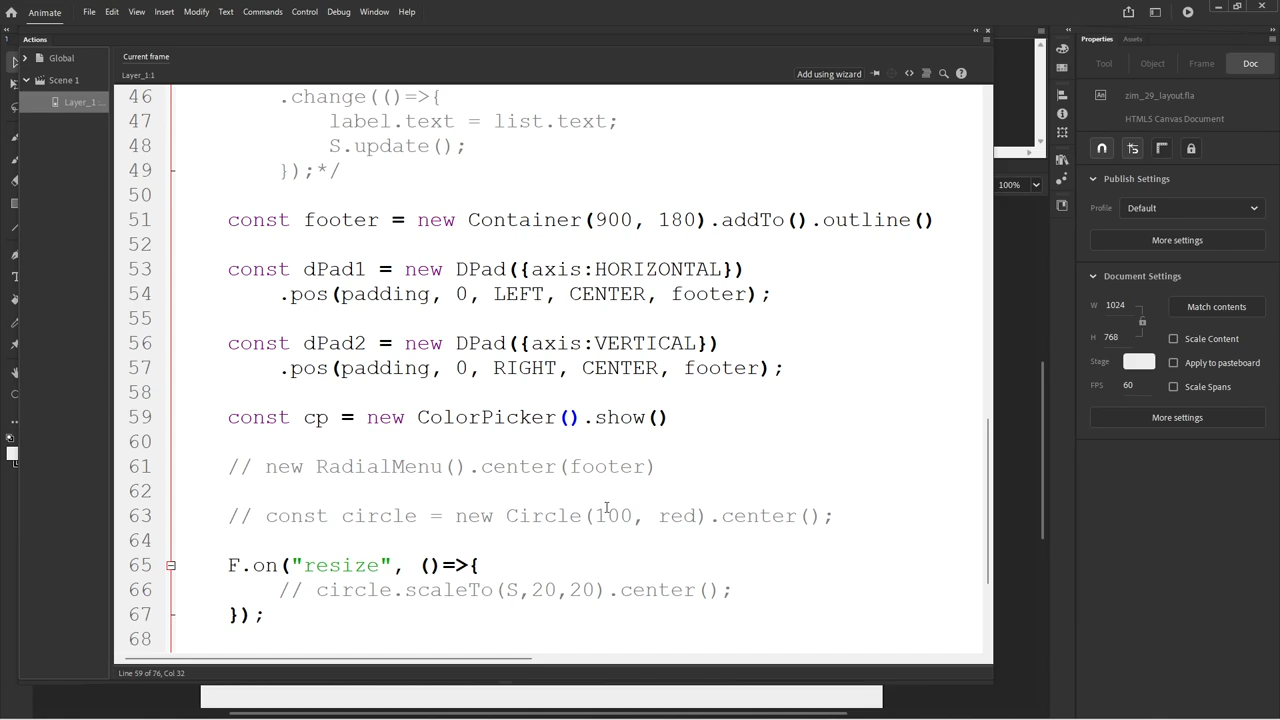 Animate File Edit View Insert Modify Text Commands Control Debug Window Help
Actions
Global
Scene 1
Layer_1 :...
Current frame
Layer_1:1
Add using wizard
46 .change(()=>{
47 label.text = list.text;
48 S.update();
49 });*/
50
51 const footer = new Container(900, 180).addTo().outline()
52
53 const dPad1 = new DPad({axis:HORIZONTAL})
54 .pos(padding, 0, LEFT, CENTER, footer);
55
56 const dPad2 = new DPad({axis:VERTICAL})
57 .pos(padding, 0, RIGHT, CENTER, footer);
58
59 const cp = new ColorPicker().show()
60
61 // new RadialMenu().center(footer)
62
63 // const circle = new Circle(100, red).center();
64
65 F.on("resize", ()=>{
66 // circle.scaleTo(S,20,20).center();
67 });
68
Line 59 of 76, Col 32
100%
Properties Assets
Tool Object Frame Doc
An zim_29_layout.fla
HTML5 Canvas Document
Publish Settings
Profile Default
More settings
Document Settings
W 1024 Match contents
H 768 Scale Content
Stage Apply to pasteboard
FPS 60 Scale Spans
More settings